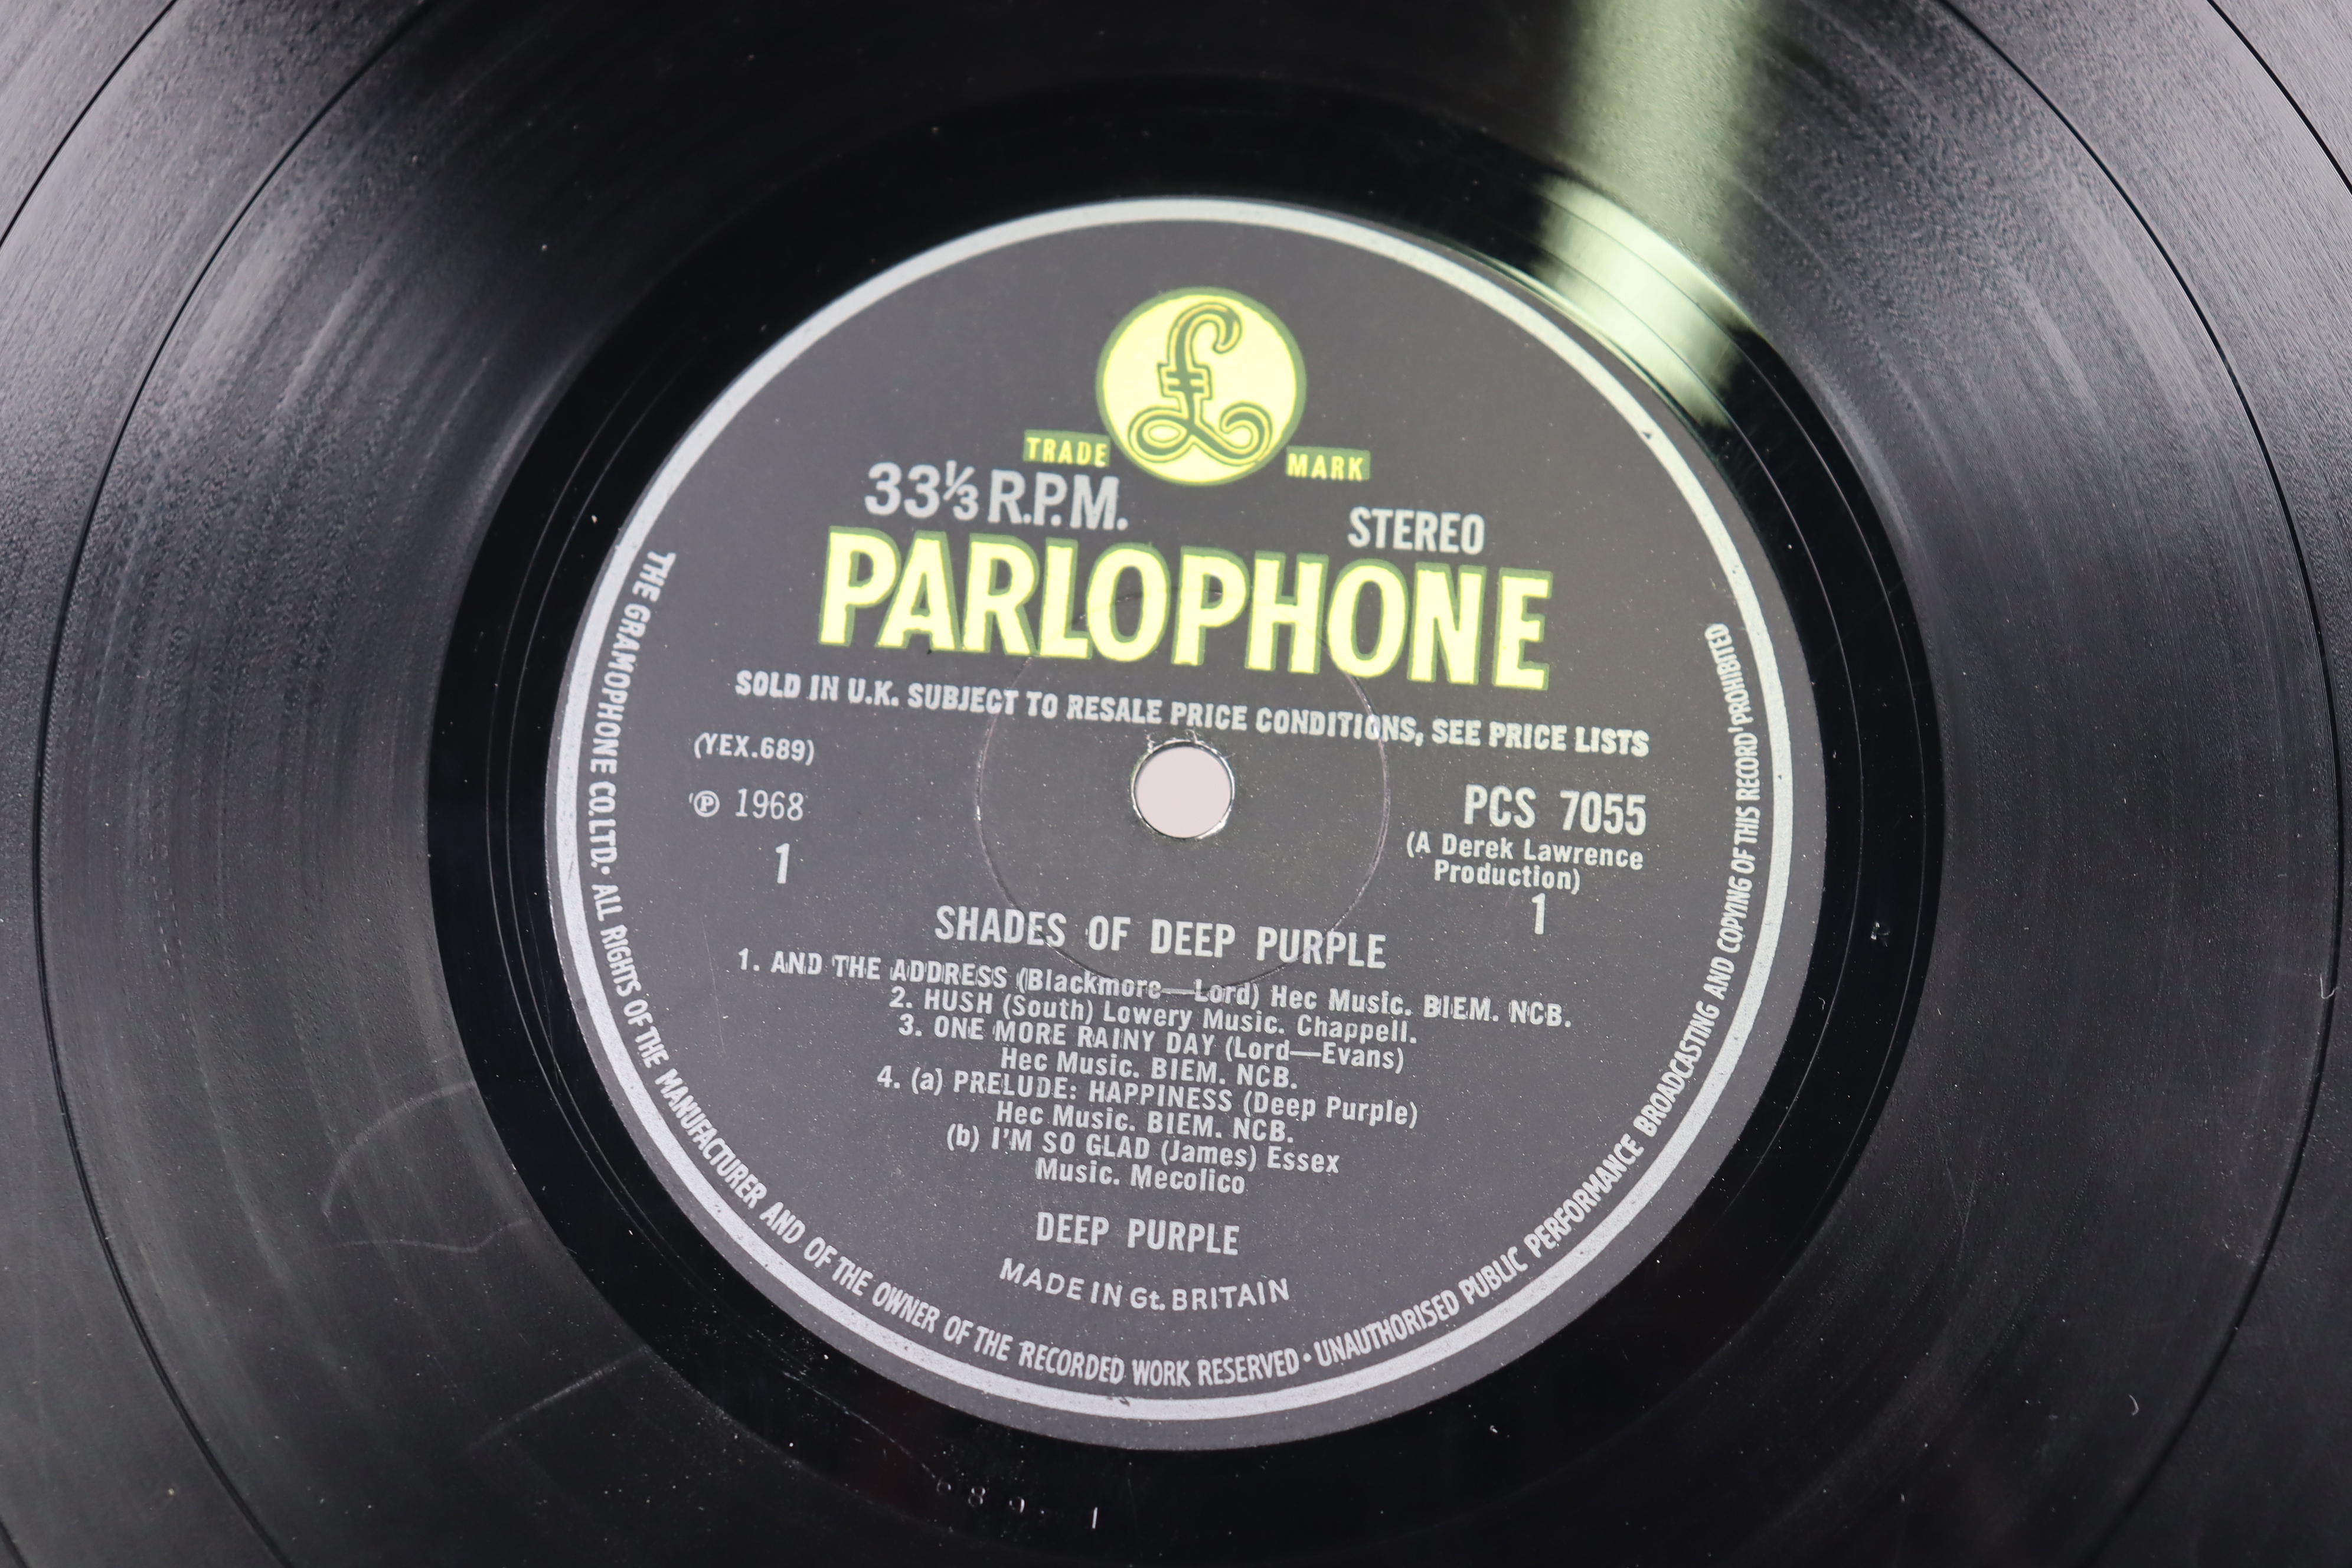 £
TRADE MARK
33⅓ R.P.M. STEREO
PARLOPHONE
SOLD IN U.K. SUBJECT TO RESALE PRICE CONDITIONS, SEE PRICE LISTS
(YEX.689)
℗ 1968
1
PCS 7055
(A Derek Lawrence
Production)
1
SHADES OF DEEP PURPLE
1. AND THE ADDRESS (Blackmore—Lord) Hec Music. BIEM. NCB.
2. HUSH (South) Lowery Music. Chappell.
3. ONE MORE RAINY DAY (Lord—Evans)
Hec Music. BIEM. NCB.
4. (a) PRELUDE: HAPPINESS (Deep Purple)
Hec Music. BIEM. NCB.
(b) I'M SO GLAD (James) Essex
Music. Mecolico
DEEP PURPLE
MADE IN Gt. BRITAIN
THE GRAMOPHONE CO. LTD. • ALL RIGHTS OF THE MANUFACTURER AND OF THE OWNER OF THE RECORDED WORK RESERVED • UNAUTHORISED PUBLIC PERFORMANCE BROADCASTING AND COPYING OF THIS RECORD PROHIBITED